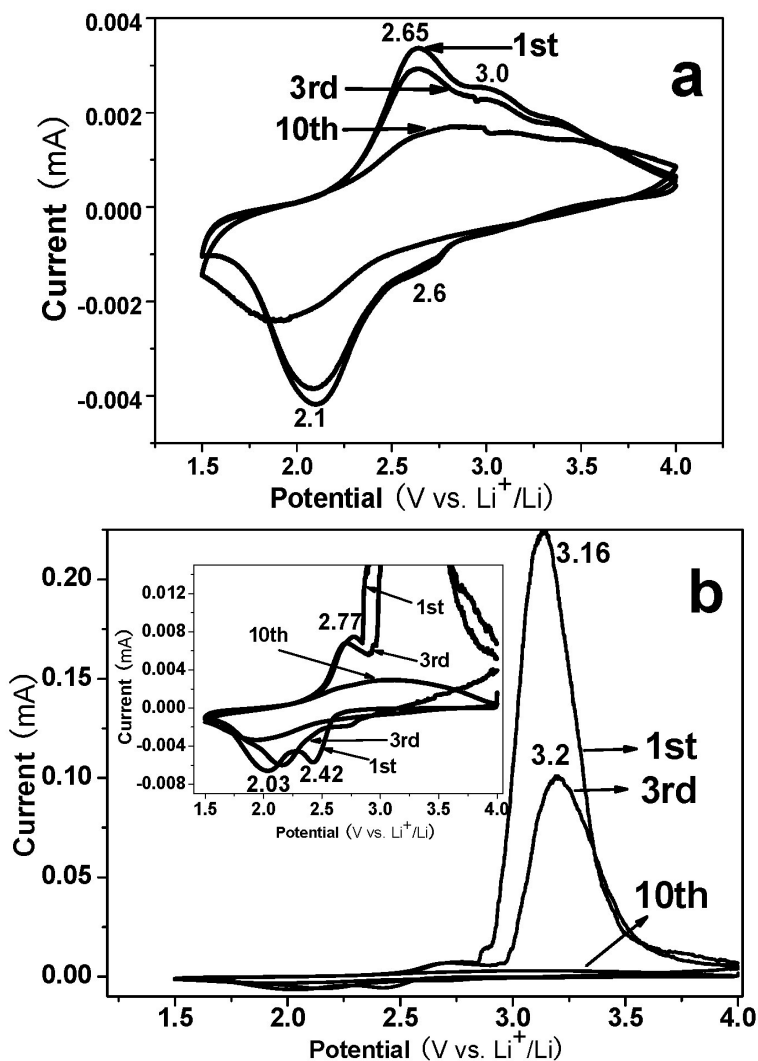 0.004
2.65
1st
3.0
a
3rd
10th
0.002
0.000
-0.002
-0.004
Current (mA)
2.6
2.1
1.5 2.0 2.5 3.0 3.5 4.0
Potential (V vs. Li⁺/Li)
0.20
0.15
0.10
0.05
0.00
Current (mA)
3.16
b
3.2
1st
3rd
10th
0.012
0.008
0.004
0.000
-0.004
-0.008
Current (mA)
2.77
1st
10th
3rd
3rd
1st
2.03 2.42
1.5 2.0 2.5 3.0 3.5 4.0
Potential (V vs. Li⁺/Li)
1.5 2.0 2.5 3.0 3.5 4.0
Potential (V vs. Li⁺/Li)